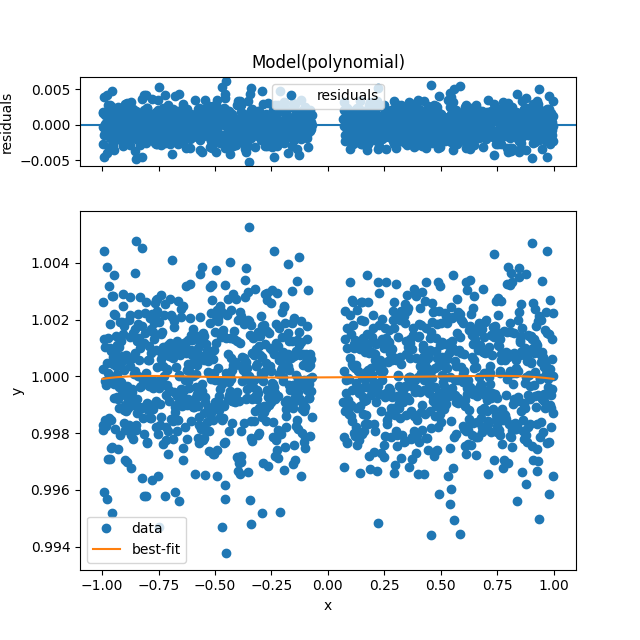 Model(polynomial)
0.005
0.000
−0.005
residuals
residuals
1.004
1.002
1.000
0.998
0.996
0.994
y
data
best-fit
−1.00 −0.75 −0.50 −0.25 0.00 0.25 0.50 0.75 1.00
x